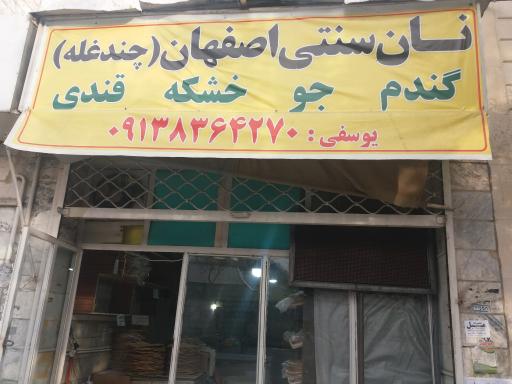 نان سنتی اصفهان (چندغله)
گندم جو خشکه قندی
یوسفی: ۰۹۱۳۸۳۶۴۲۷۰